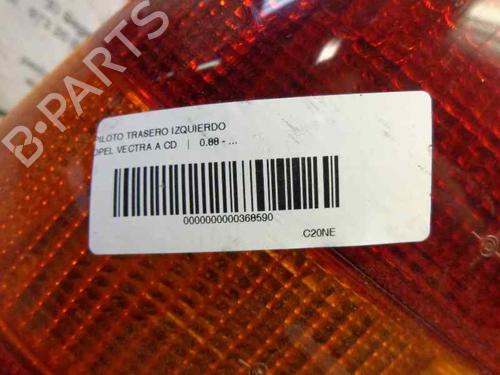 B-PARTS
PILOTO TRASERO IZQUIERDO
OPEL VECTRA A CD | 0.88 - ...
0000000000368590
C20NE